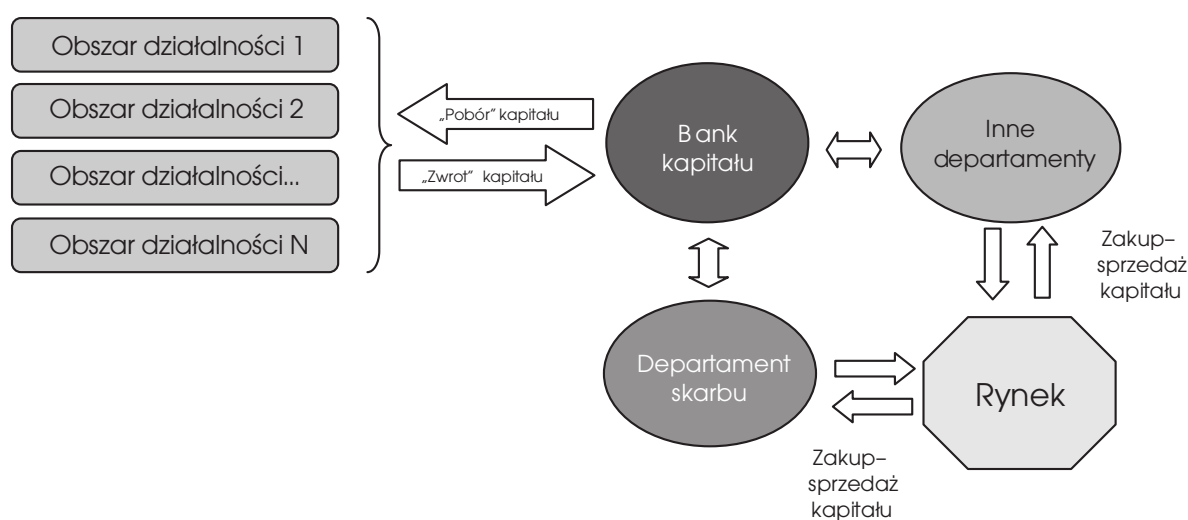 Obszar działalności 1
Obszar działalności 2
Obszar działalności...
Obszar działalności N
„Pobór” kapitału
„Zwrot” kapitału
Bank
kapitału
Inne
departamenty
Zakup–
sprzedaż
kapitału
Departament
skarbu
Rynek
Zakup–
sprzedaż
kapitału